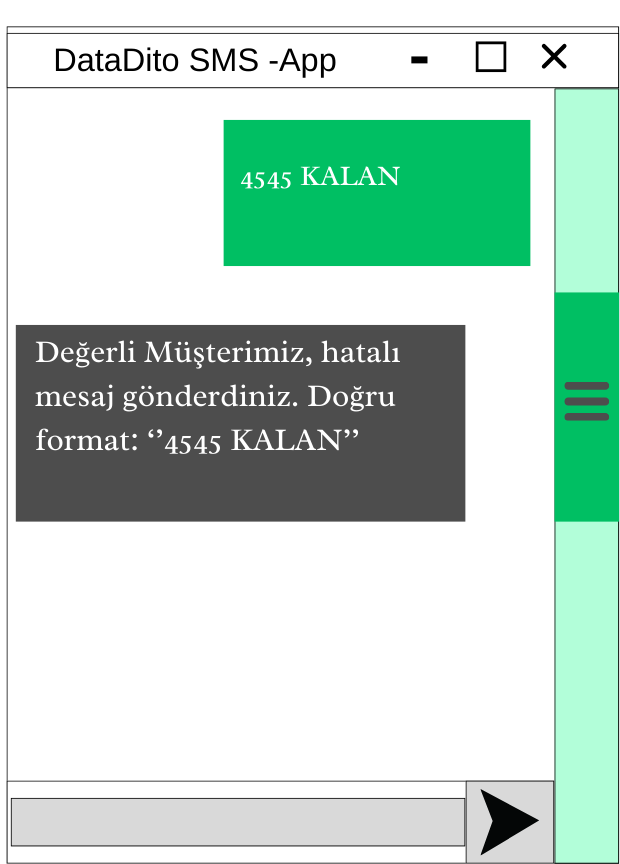 DataDito SMS -App
4545 KALAN
Değerli Müşterimiz, hatalı
mesaj gönderdiniz. Doğru
format: ‘’4545 KALAN’’